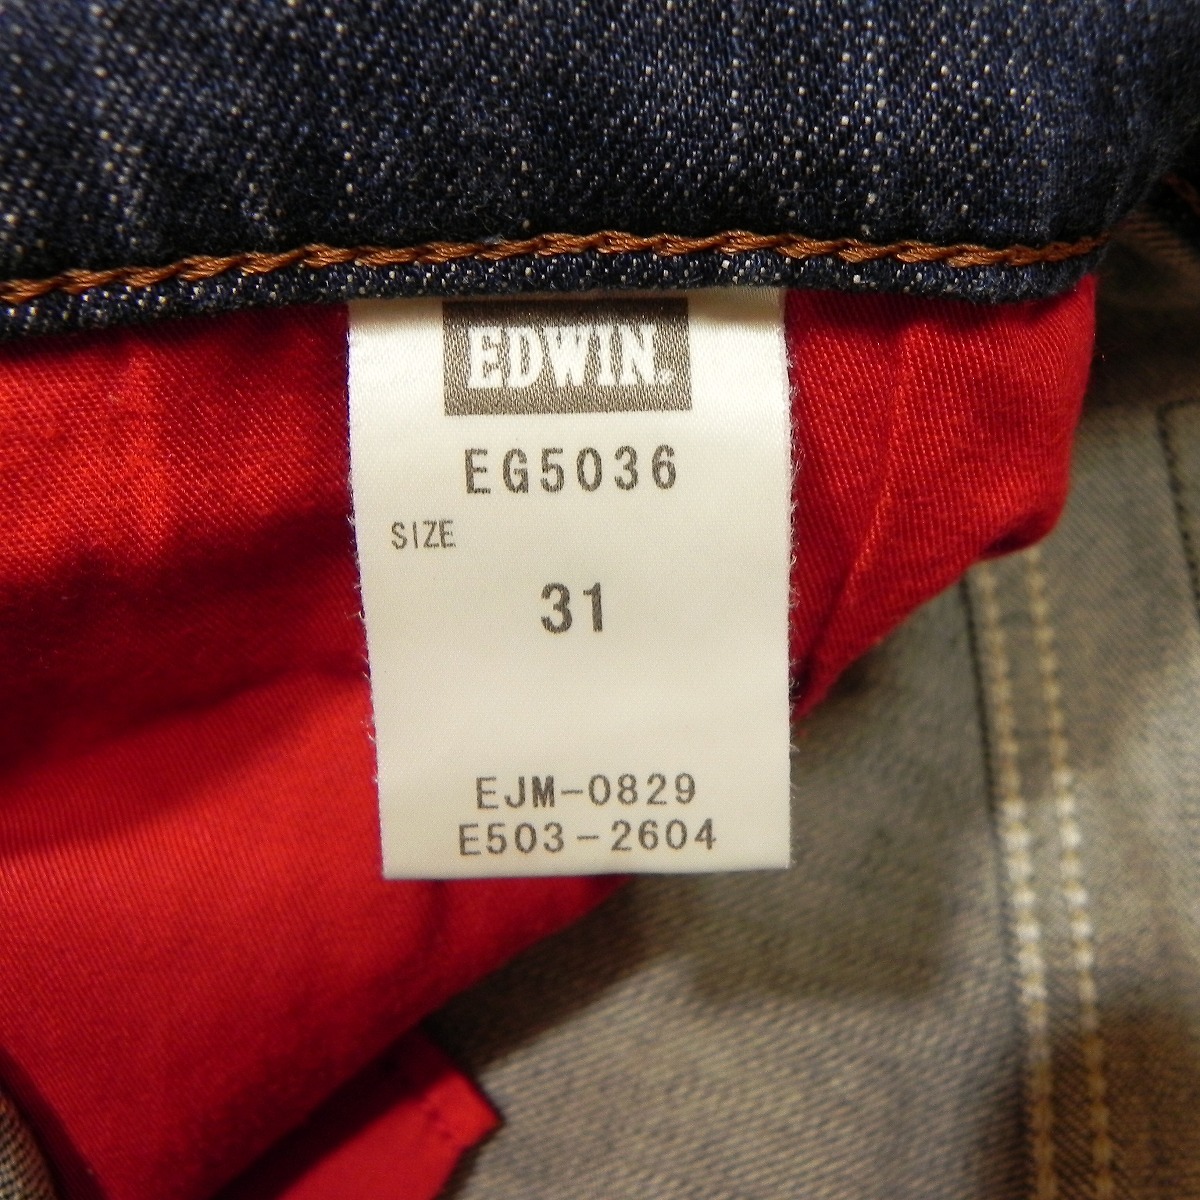 EDWIN.
EG5036
SIZE
31
EJM-0829
E503-2604